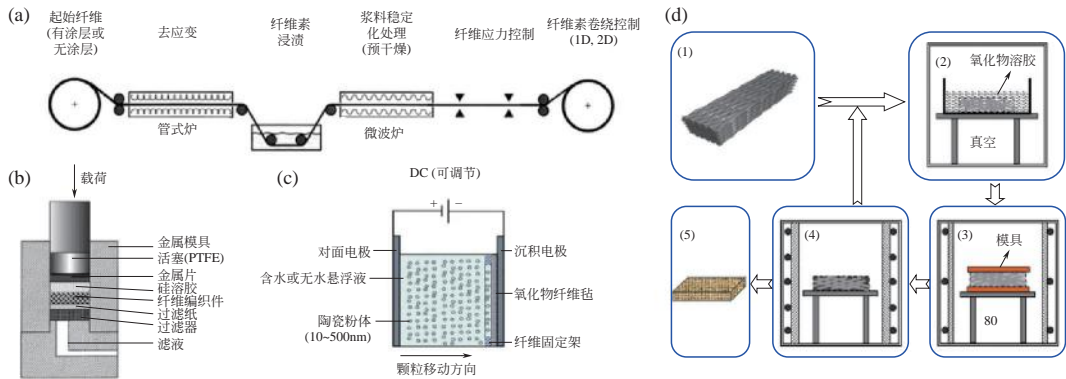 (a)
起始纤维
(有涂层或
无涂层)
去应变
纤维素
浸渍
浆料稳定
化处理
(预干燥)
纤维应力控制
纤维素卷绕控制
(1D, 2D)
管式炉
微波炉
(b)
载荷
金属模具
活塞(PTFE)
金属片
硅溶胶
纤维编织件
过滤纸
过滤器
滤液
(c)
DC (可调节)
+ −
对面电极
含水或无水悬浮液
陶瓷粉体
(10~500nm)
沉积电极
氧化物纤维毡
纤维固定架
颗粒移动方向
(d)
(1)
(2)
氧化物溶胶
真空
(3)
模具
80
(4)
(5)